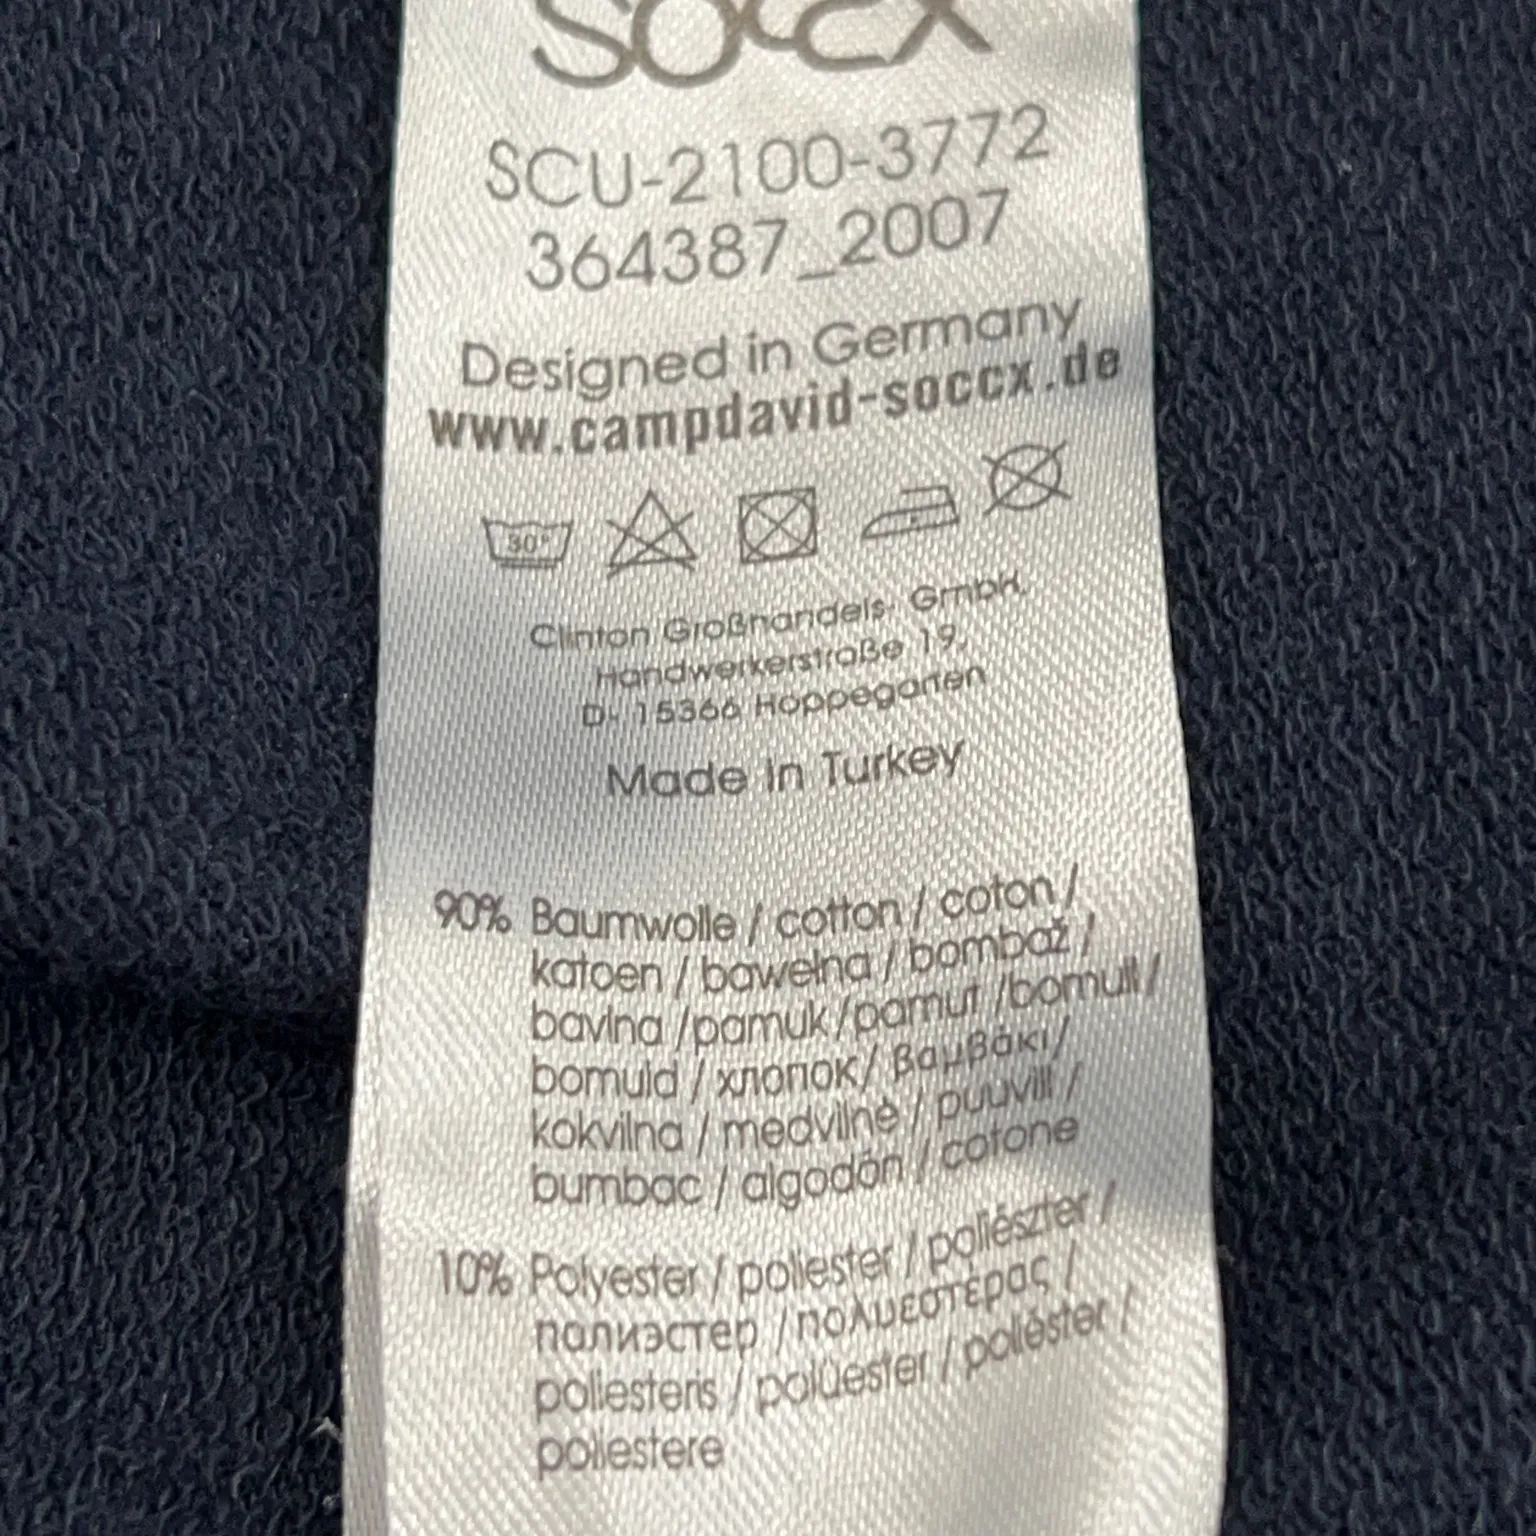 SOCCX
SCU-2100-3772
364387_2007
Designed in Germany
www.campdavid-soccx.de
30°
Clinton Großhandels- GmbH,
Handwerkerstraße 19,
D- 15366 Hoppegarten
Made in Turkey
90% Baumwolle / cotton / coton /
katoen / bawełna / bombaž /
bavlna /pamuk/pamut /bomull/
bomuld / хлопок/ βαμβάκι/
kokvilna / medvilnė / puuvill /
bumbac / algodón / cotone
10% Polyester / poliester / poliészter /
полиэстер /πολυεστέρας /
poliesteris / polüester / poliéster /
poliestere